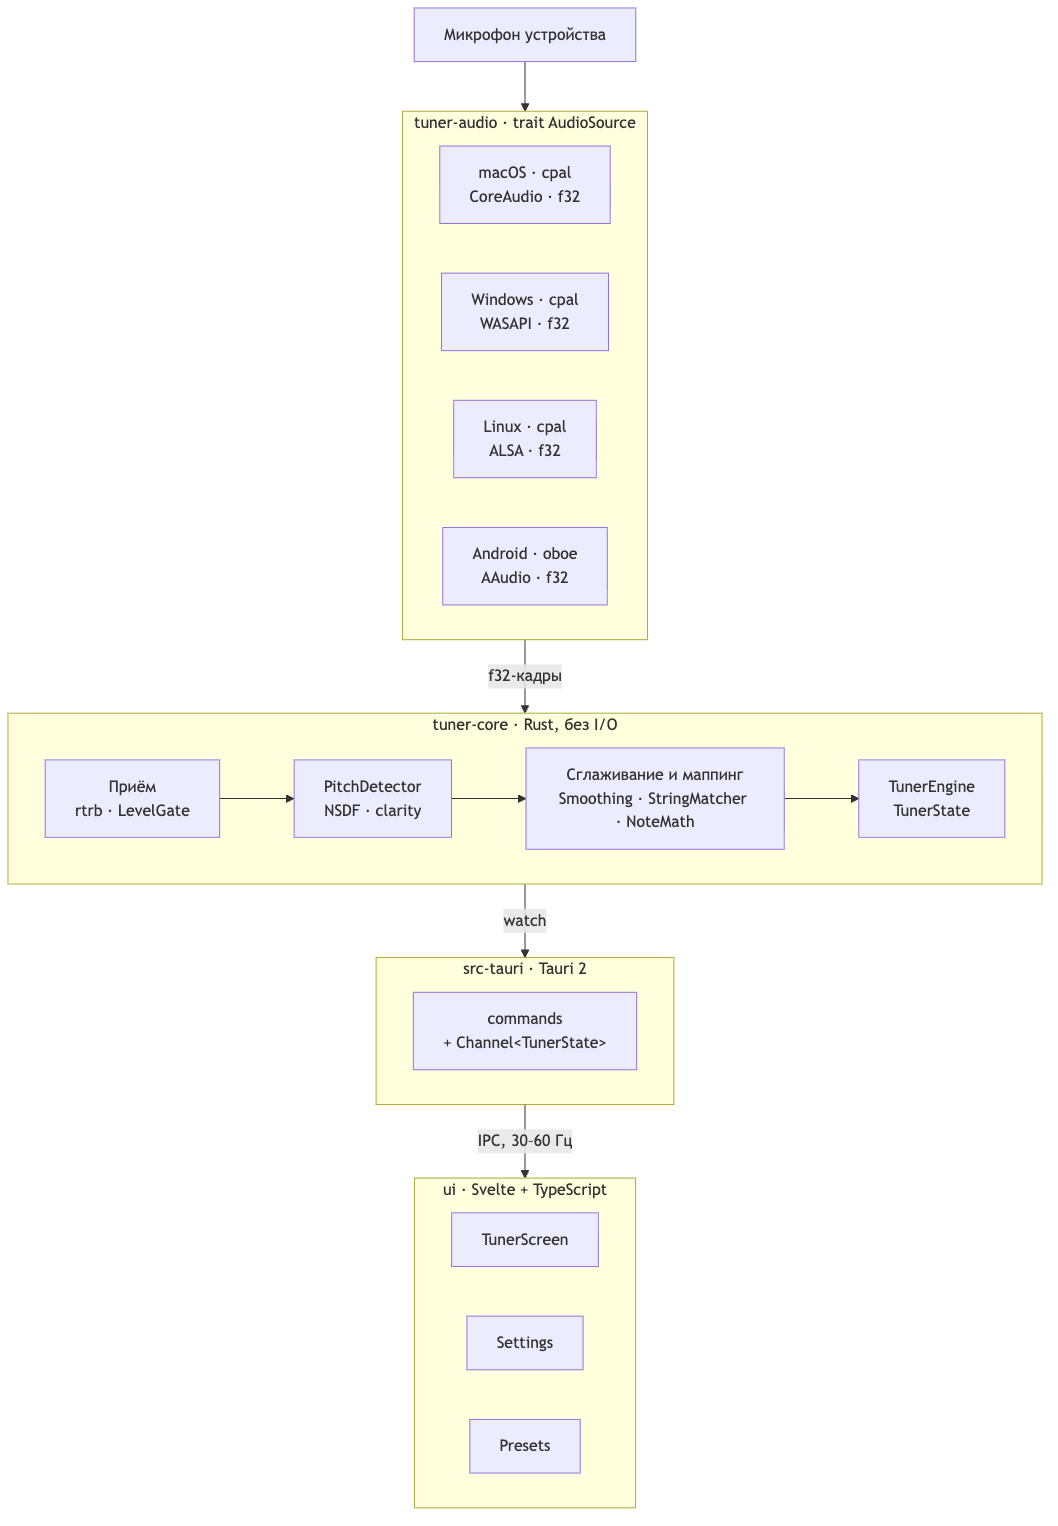 Микрофон устройства
tuner-audio · trait AudioSource
macOS · cpal
CoreAudio · f32
Windows · cpal
WASAPI · f32
Linux · cpal
ALSA · f32
Android · oboe
AAudio · f32
f32-кадры
tuner-core · Rust, без I/O
Приём
rtrb · LevelGate
PitchDetector
NSDF · clarity
Сглаживание и маппинг
Smoothing · StringMatcher
· NoteMath
TunerEngine
TunerState
watch
src-tauri · Tauri 2
commands
+ Channel<TunerState>
IPC, 30–60 Гц
ui · Svelte + TypeScript
TunerScreen
Settings
Presets